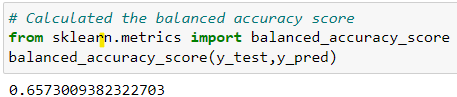 # Calculated the balanced accuracy score
from sklearn.metrics import balanced_accuracy_score
balanced_accuracy_score(y_test,y_pred)
0.6573009382322703